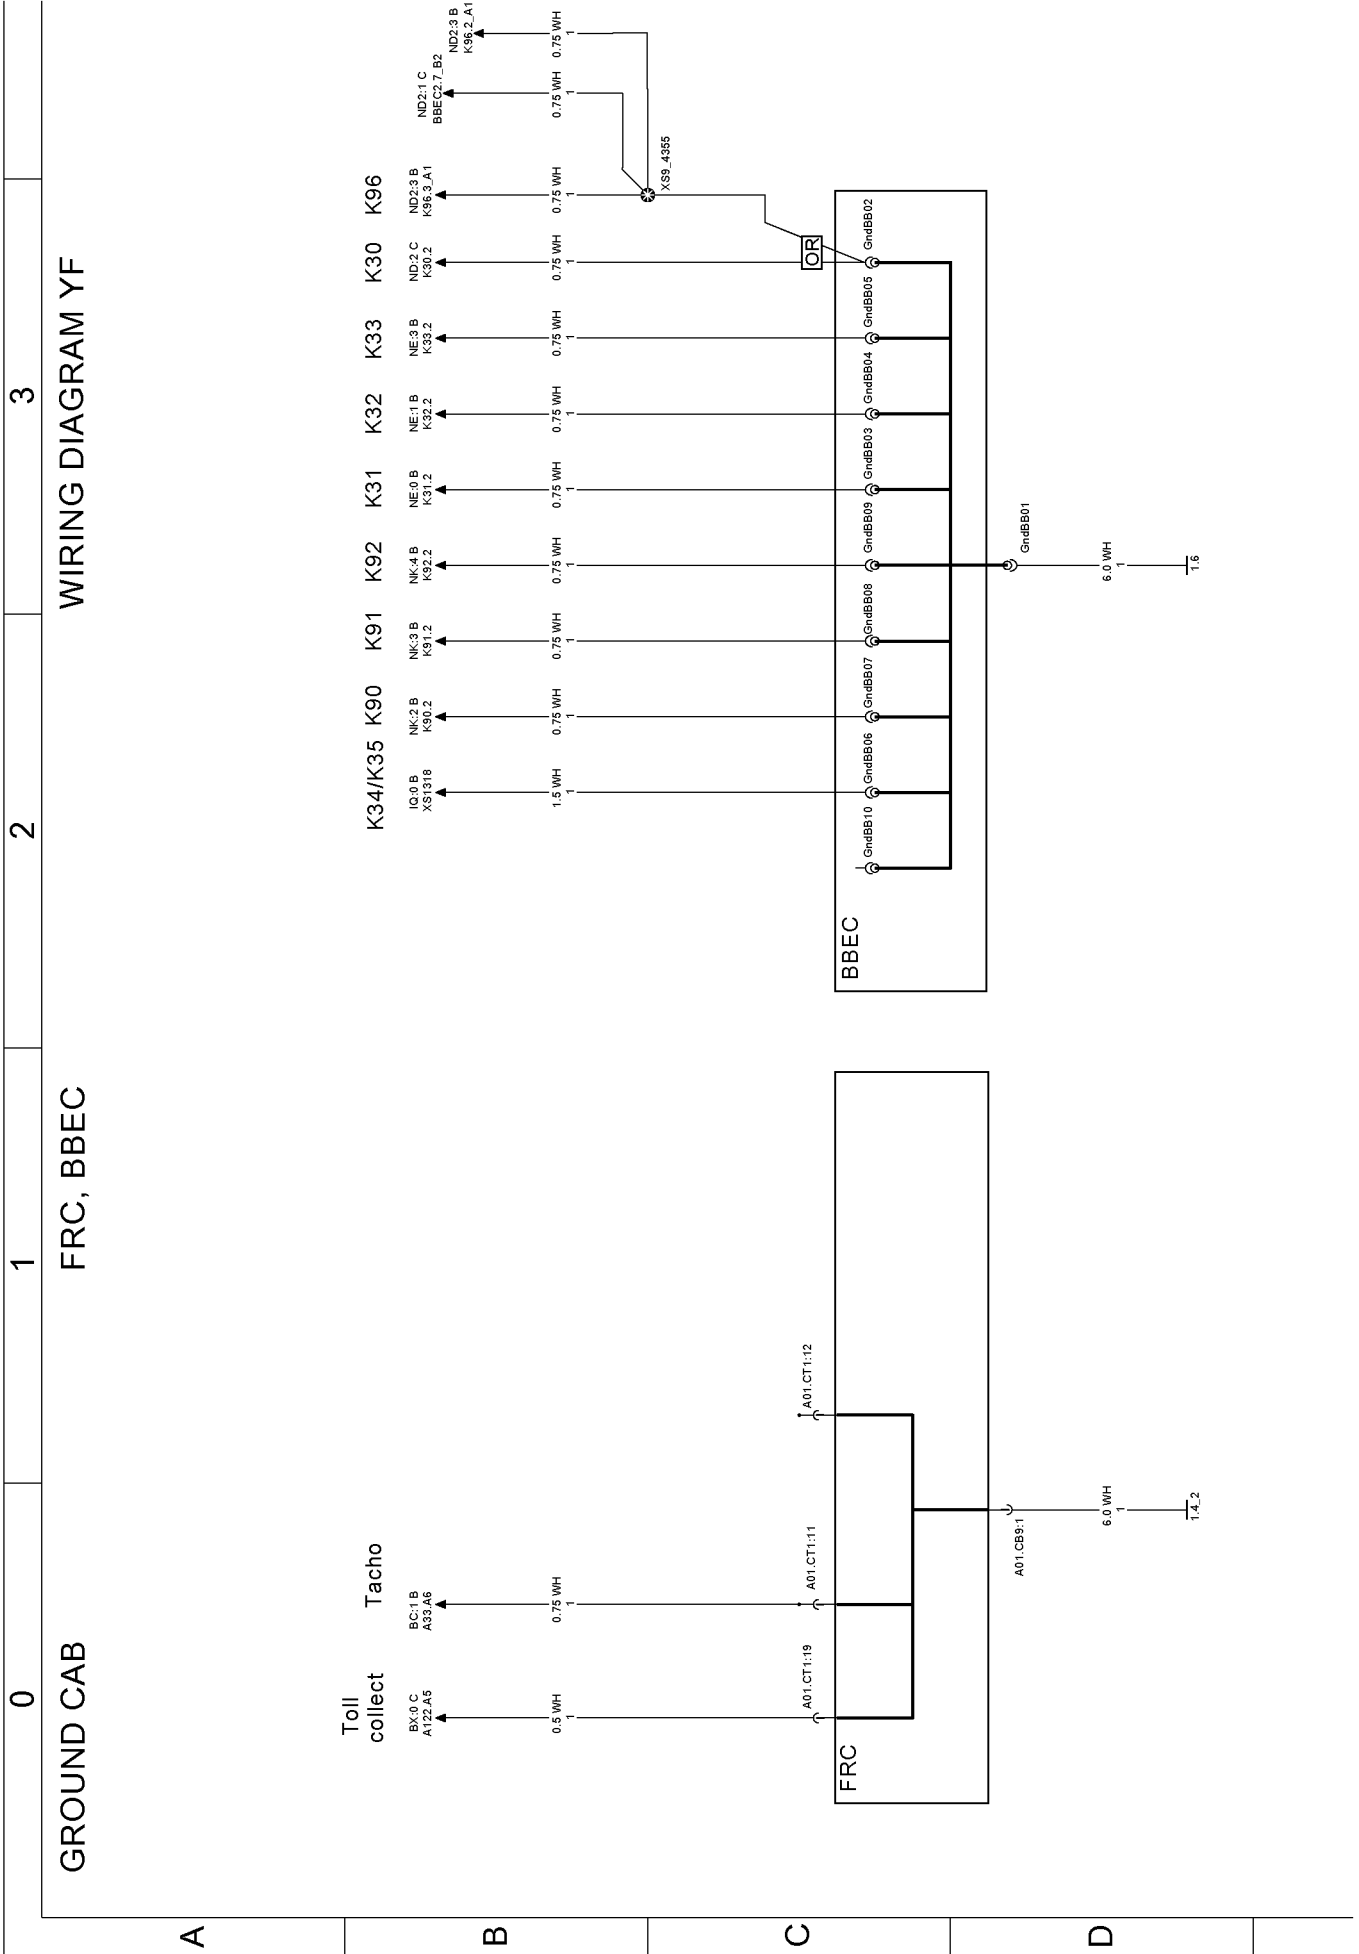 0
1
2
3
GROUND CAB
FRC, BBEC
WIRING DIAGRAM YF
A
B
C
D
Toll
collect
BX:0 C
A122.A5
0.5 WH
1
A01.CT1:19
Tacho
BC:1 B
A33.A6
0.75 WH
1
A01.CT1:11
A01.CT1:12
FRC
A01.CB9:1
6.0 WH
1
1.4_2
K34/K35
IQ:0 B
XS1318
1.5 WH
1
GndBB06
K90
NK:2 B
K90.2
0.75 WH
1
GndBB07
K91
NK:3 B
K91.2
0.75 WH
1
GndBB08
K92
NK:4 B
K92.2
0.75 WH
1
GndBB09
K31
NE:0 B
K31.2
0.75 WH
1
GndBB03
K32
NE:1 B
K32.2
0.75 WH
1
GndBB04
K33
NE:3 B
K33.2
0.75 WH
1
GndBB05
K30
ND:2 C
K30.2
0.75 WH
1
OR
GndBB02
K96
ND2:3 B
K96.3_A1
0.75 WH
1
XS9_4355
ND2:1 C
BBEC2.7_B2
0.75 WH
1
ND2:3 B
K96.2_A1
0.75 WH
1
GndBB10
BBEC
GndBB01
6.0 WH
1
1.6